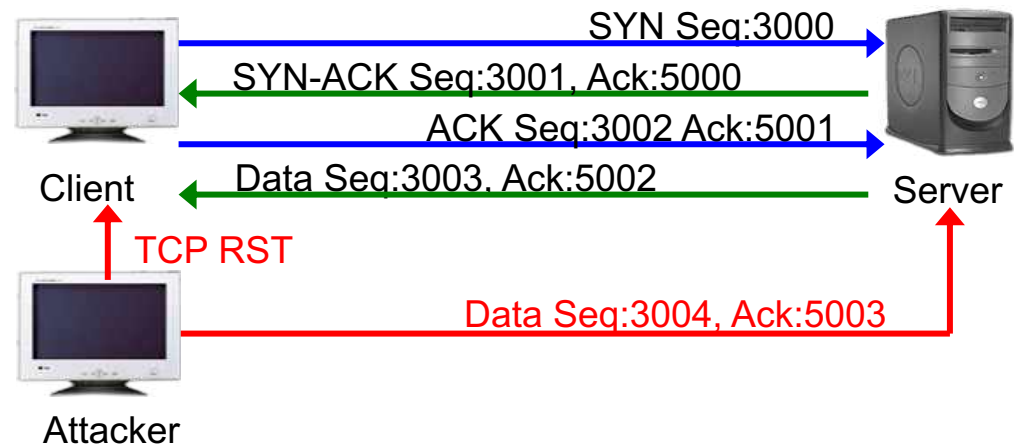 SYN Seq:3000
SYN-ACK Seq:3001, Ack:5000
ACK Seq:3002 Ack:5001
Data Seq:3003, Ack:5002
Client
Server
TCP RST
Data Seq:3004, Ack:5003
Attacker